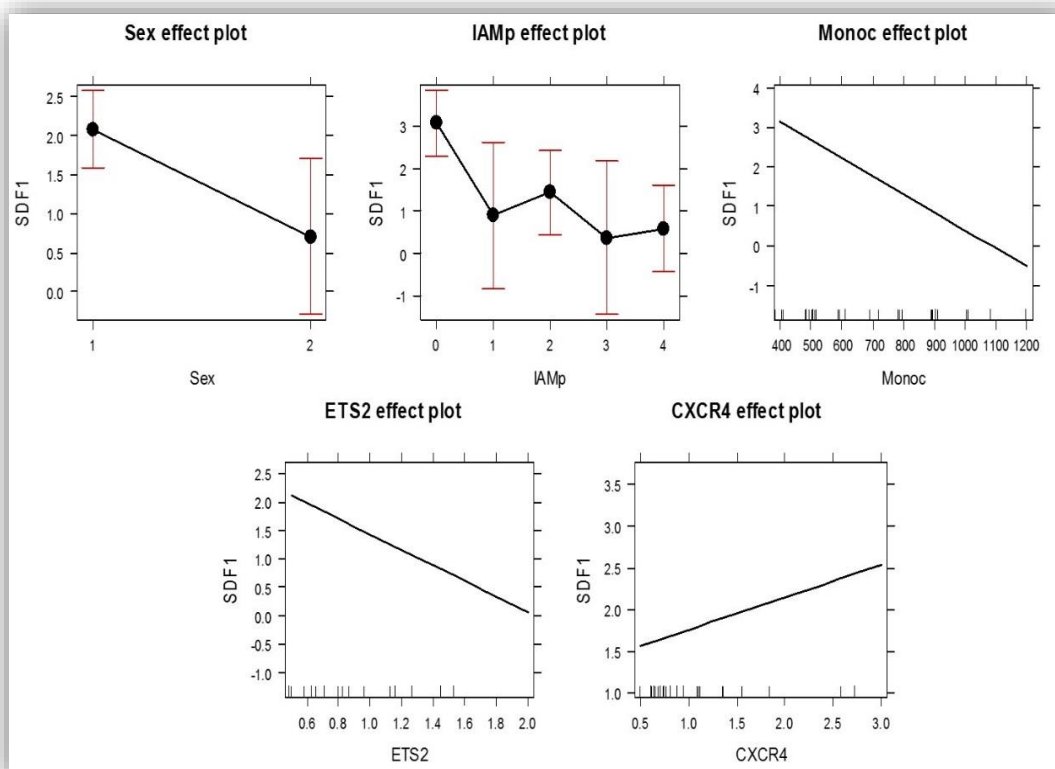 Sex effect plot
SDF1
2.5
2.0
1.5
1.0
0.5
0.0
1 2
Sex
IAMp effect plot
SDF1
3
2
1
0
-1
0 1 2 3 4
IAMp
Monoc effect plot
SDF1
4
3
2
1
0
-1
400 500 600 700 800 900 1000 1100 1200
Monoc
ETS2 effect plot
SDF1
2.5
2.0
1.5
1.0
0.5
0.0
-0.5
-1.0
0.6 0.8 1.0 1.2 1.4 1.6 1.8 2.0
ETS2
CXCR4 effect plot
SDF1
3.5
3.0
2.5
2.0
1.5
1.0
0.5 1.0 1.5 2.0 2.5 3.0
CXCR4